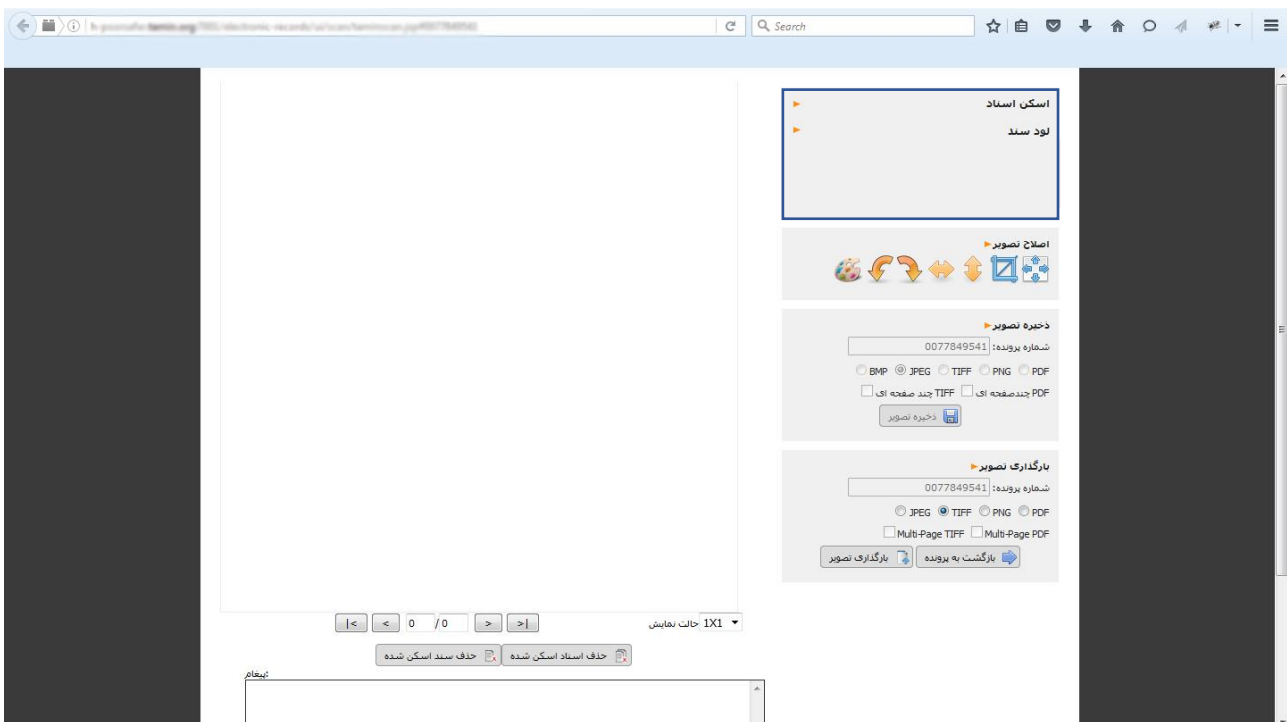 Search
اسکن اسناد
لود سند
اصلاح تصویر
ذخیره تصویر
شماره پرونده: 0077849541
BMP JPEG TIFF PNG PDF
PDF چندصفحه ای TIFF چند صفحه ای
ذخیره تصویر
بارگذاری تصویر
شماره پرونده: 0077849541
JPEG TIFF PNG PDF
Multi-Page TIFF Multi-Page PDF
بازگشت به پرونده بارگذاری تصویر
|< < 0 /0 > >| 1X1 حالت نمایش
حذف اسناد اسکن شده حذف سند اسکن شده
پیغام: